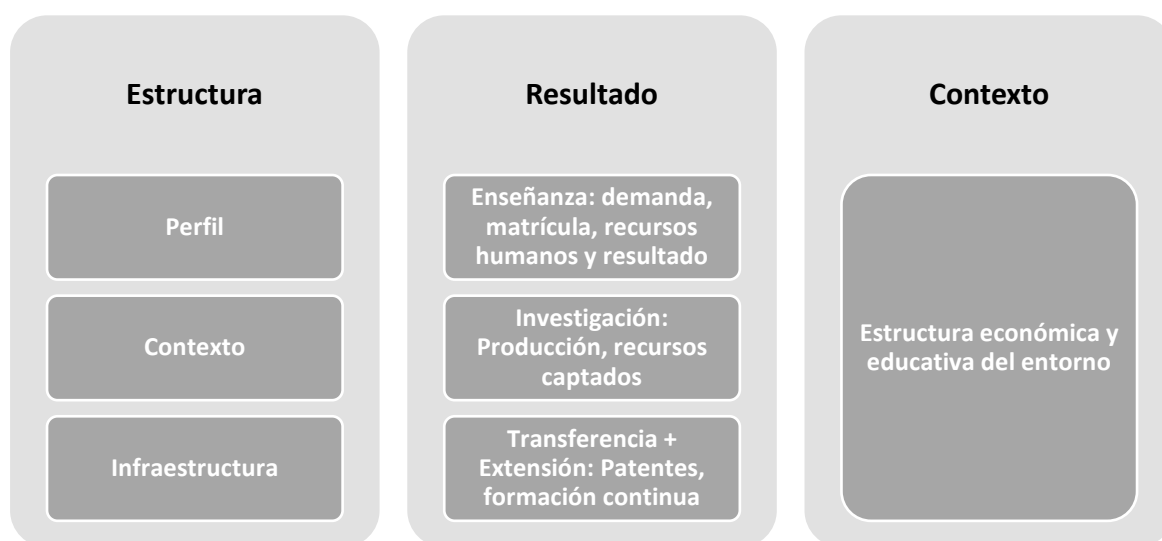 Estructura
Perfil
Contexto
Infraestructura
Resultado
Enseñanza: demanda,
matrícula, recursos
humanos y resultado
Investigación:
Producción, recursos
captados
Transferencia +
Extensión: Patentes,
formación continua
Contexto
Estructura económica y
educativa del entorno